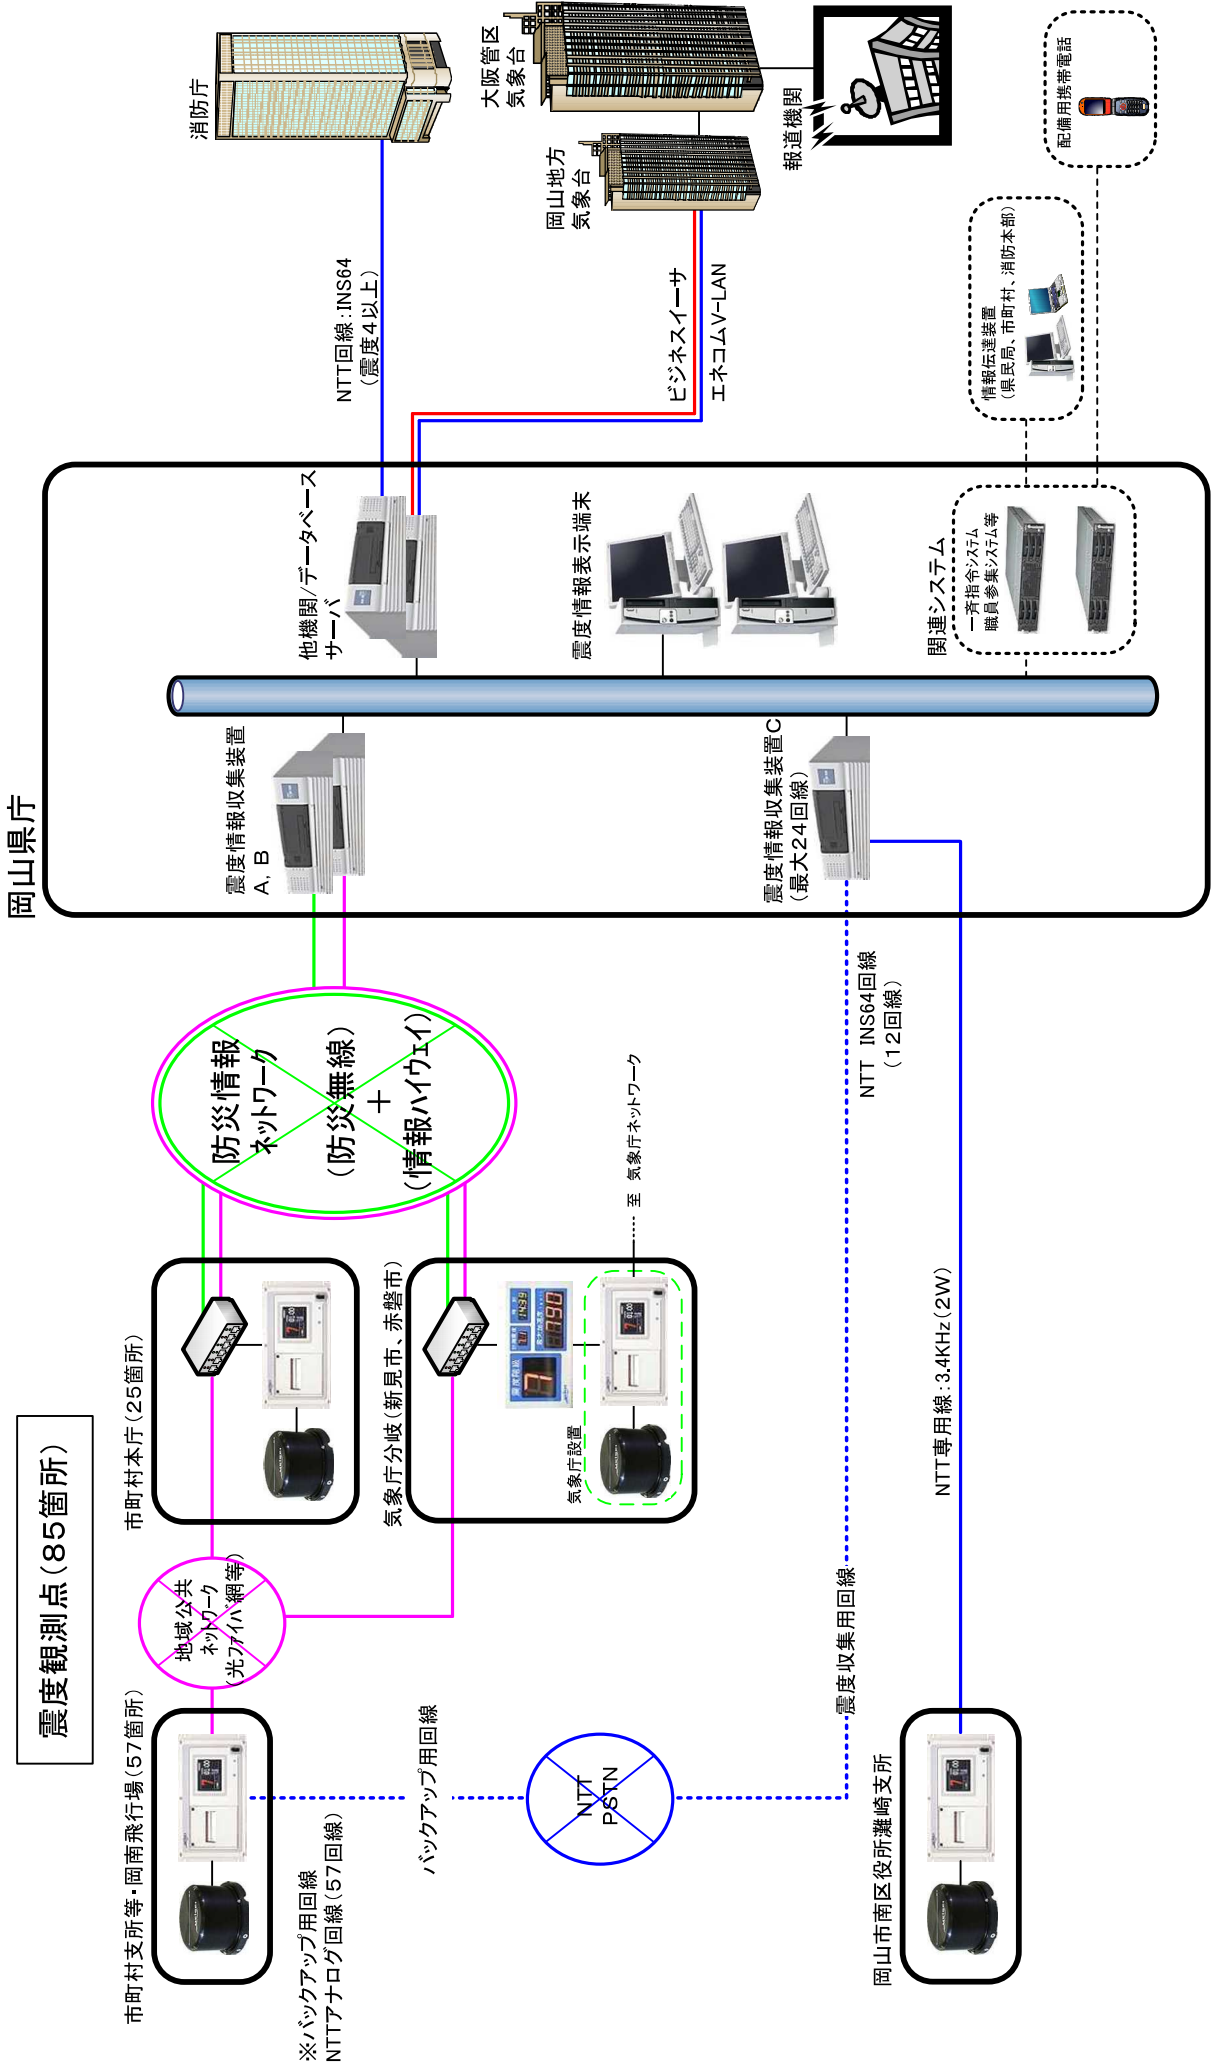 震度観測点(85箇所)
岡山県庁
市町村支所等・岡南飛行場(57箇所)
※バックアップ用回線
NTTアナログ回線(57回線)
地域公共
ネットワーク
(光ファイバ網等)
市町村本庁(25箇所)
気象庁分岐(新見市、赤磐市)
気象庁設置
至 気象庁ネットワーク
防災情報
ネットワーク
(防災無線)
+
(情報ハイウェイ)
バックアップ用回線
NTT
PSTN
震度収集用回線
NTT INS64回線
(12回線)
岡山市南区役所灘崎支所
NTT専用線:3.4KHz(2W)
震度情報収集装置
A, B
震度情報収集装置C
(最大24回線)
他機関/データベース
サーバ
震度情報表示端末
関連システム
一斉指令システム
職員参集システム等
NTT回線:INS64
(震度4以上)
ビジネスイーサ
エネコムV-LAN
消防庁
大阪管区
気象台
岡山地方
気象台
報道機関
情報伝達装置
(県民局、市町村、消防本部)
配備用携帯電話